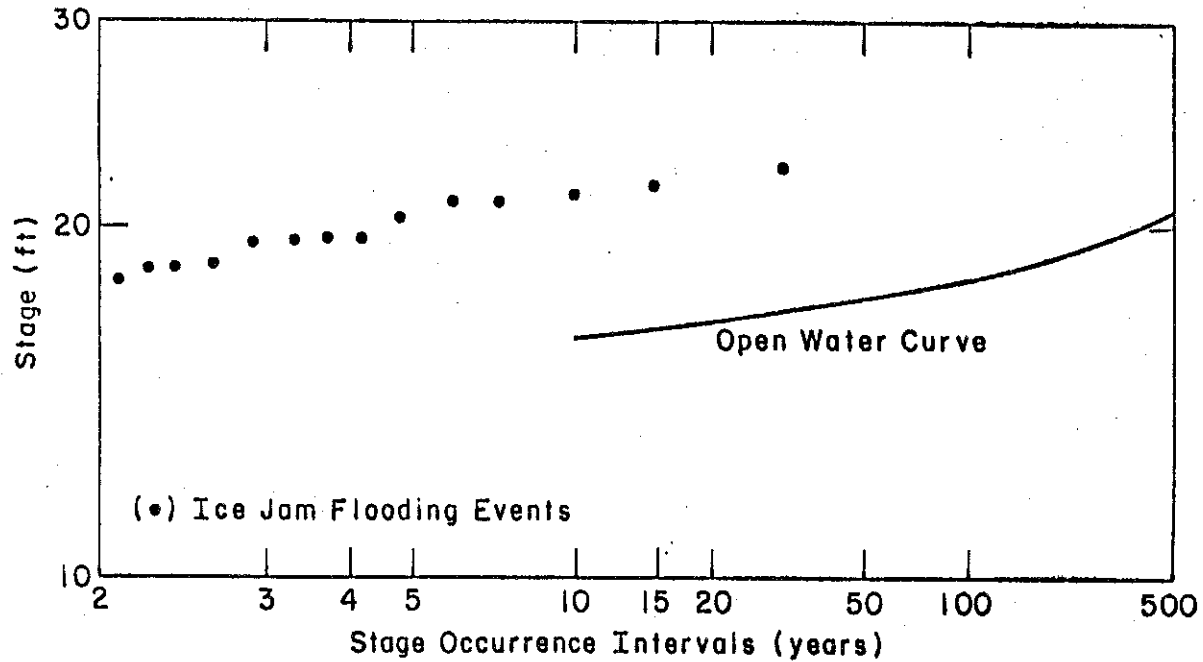 30
20
10
Stage (ft)
Open Water Curve
(•) Ice Jam Flooding Events
2 3 4 5 10 15 20 50 100 500
Stage Occurrence Intervals (years)